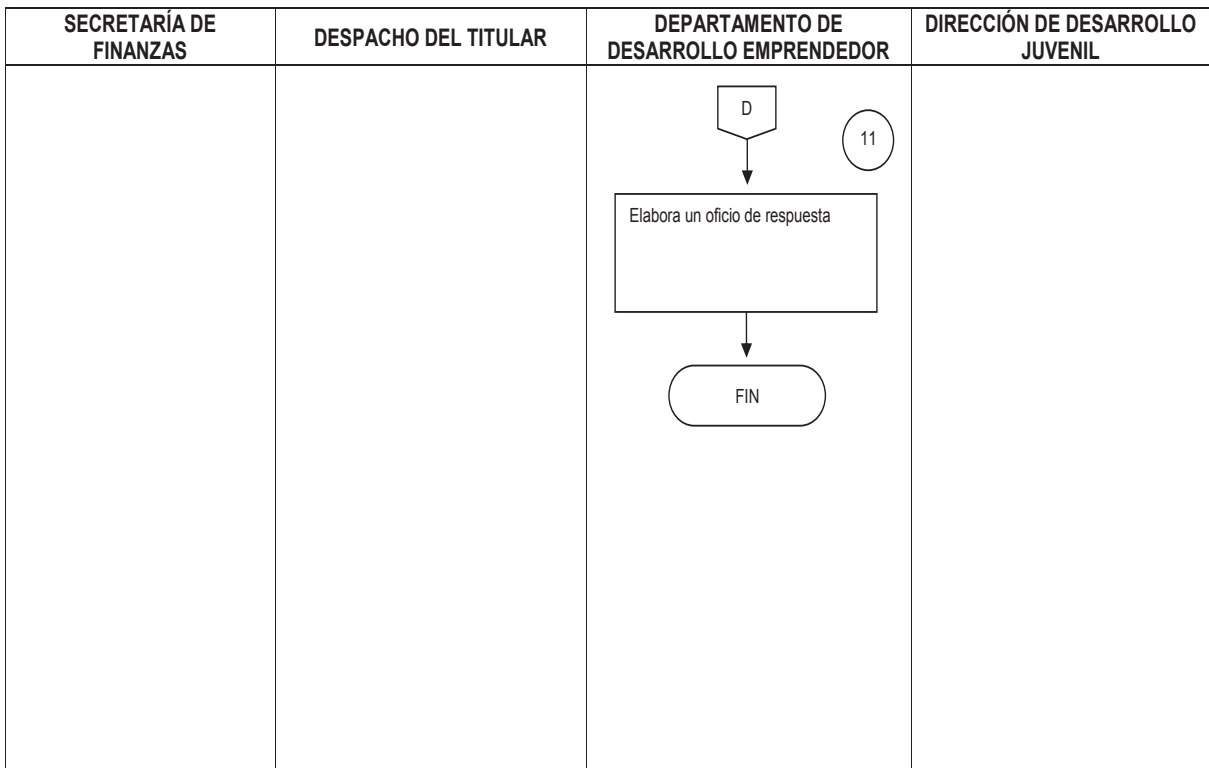 SECRETARÍA DE
FINANZAS
DESPACHO DEL TITULAR
DEPARTAMENTO DE
DESARROLLO EMPRENDEDOR
DIRECCIÓN DE DESARROLLO
JUVENIL
D
11
Elabora un oficio de respuesta
FIN